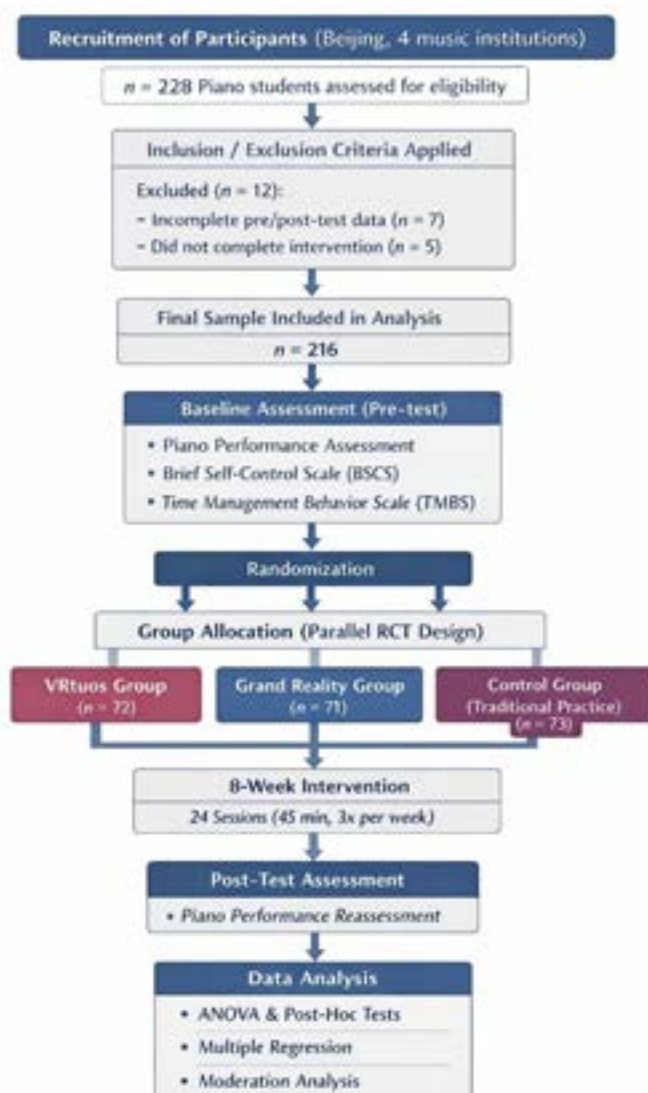 Recruitment of Participants (Beijing, 4 music institutions)
n = 228 Piano students assessed for eligibility
Inclusion / Exclusion Criteria Applied
Excluded (n = 12):
– Incomplete pre/post-test data (n = 7)
– Did not complete intervention (n = 5)
Final Sample Included in Analysis
n = 216
Baseline Assessment (Pre-test)
• Piano Performance Assessment
• Brief Self-Control Scale (BSCS)
• Time Management Behavior Scale (TMBS)
Randomization
Group Allocation (Parallel RCT Design)
VRtuos Group
(n = 72)
Grand Reality Group
(n = 71)
Control Group
(Traditional Practice)
(n = 73)
8-Week Intervention
24 Sessions (45 min, 3x per week)
Post-Test Assessment
• Piano Performance Reassessment
Data Analysis
• ANOVA & Post-Hoc Tests
• Multiple Regression
• Moderation Analysis